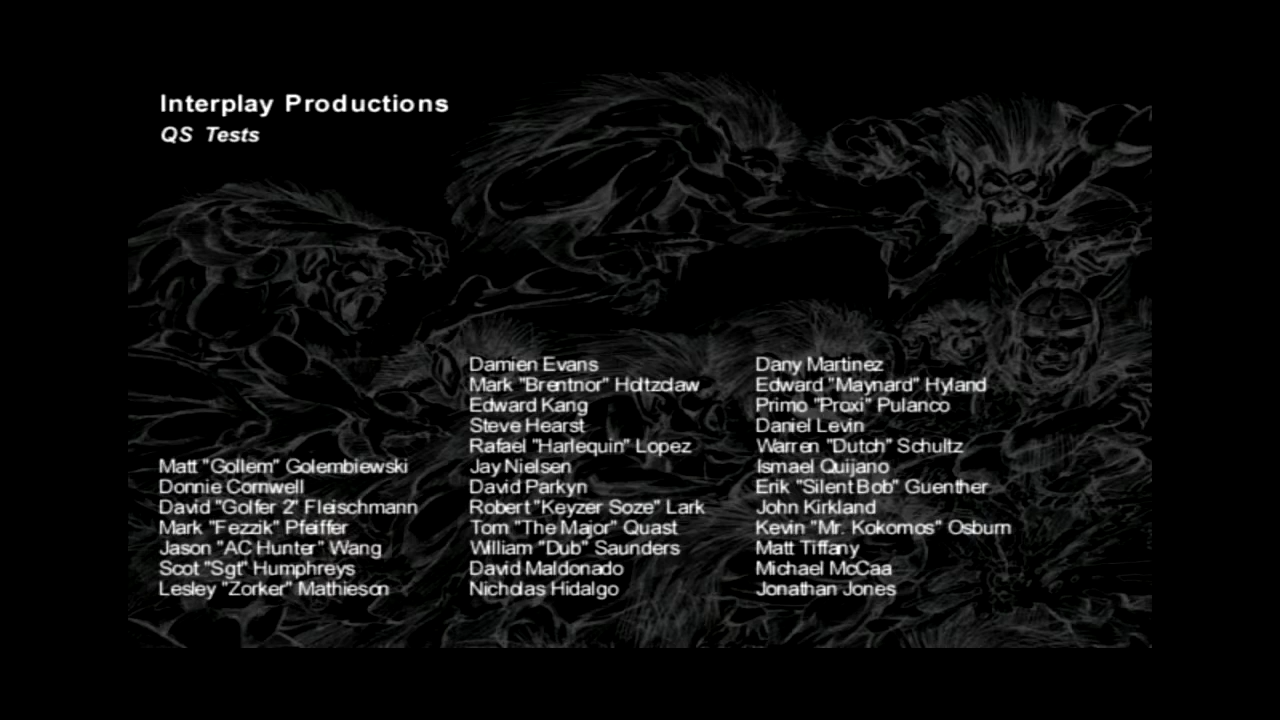 Interplay Productions
QS Tests
Matt "Gollem" Golembiewski
Donnie Cornwell
David "Golfer 2" Fleischmann
Mark "Fezzik" Pfeiffer
Jason "AC Hunter" Wang
Scot "Sgt" Humphreys
Lesley "Zorker" Mathieson
Damien Evans
Mark "Brentnor" Holtzclaw
Edward Kang
Steve Hearst
Rafael "Harlequin" Lopez
Jay Nielsen
David Parkyn
Robert "Keyzer Soze" Lark
Tom "The Major" Quast
William "Dub" Saunders
David Maldonado
Nicholas Hidalgo
Dany Martinez
Edward "Maynard" Hyland
Primo "Proxi" Pulanco
Daniel Levin
Warren "Dutch" Schultz
Ismael Quijano
Erik "Silent Bob" Guenther
John Kirkland
Kevin "Mr. Kokomos" Osburn
Matt Tiffany
Michael McCaa
Jonathan Jones